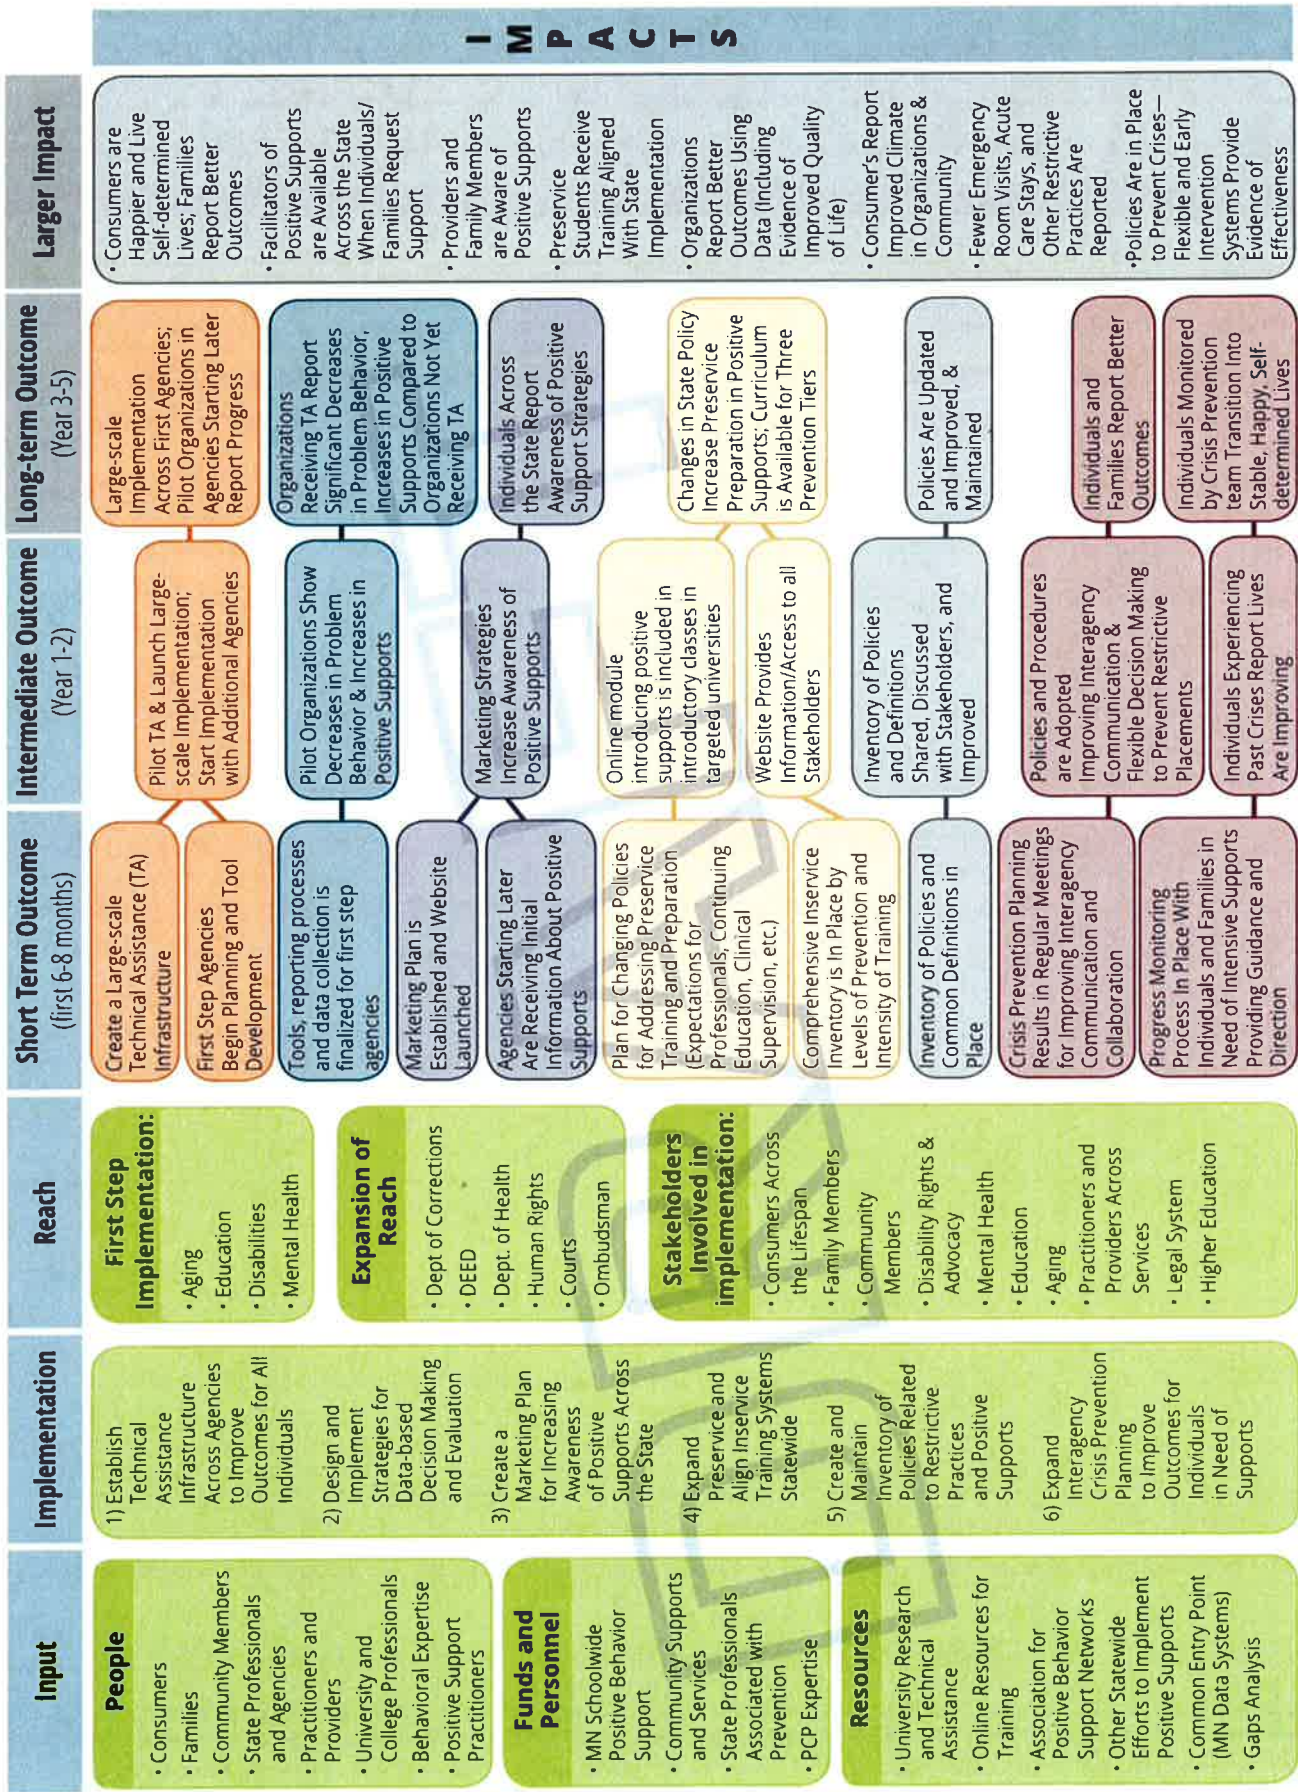 Input
People
• Consumers
• Families
• Community Members
• State Professionals
and Agencies
• Practitioners and
Providers
• University and
College Professionals
• Behavioral Expertise
• Positive Support
Practitioners
Funds and
Personnel
• MN Schoolwide
Positive Behavior
Support
• Community Supports
and Services
• State Professionals
Associated with
Prevention
• PCP Expertise
Resources
• University Research
and Technical
Assistance
• Online Resources for
Training
• Association for
Positive Behavior
Support Networks
• Other Statewide
Efforts to Implement
Positive Supports
• Common Entry Point
(MN Data Systems)
• Gaps Analysis
Implementation
1) Establish
Technical
Assistance
Infrastructure
Across Agencies
to Improve
Outcomes for All
Individuals
2) Design and
Implement
Strategies for
Data-based
Decision Making
and Evaluation
3) Create a
Marketing Plan
for Increasing
Awareness
of Positive
Supports Across
the State
4) Expand
Preservice and
Align Inservice
Training Systems
Statewide
5) Create and
Maintain
Inventory of
Policies Related
to Restrictive
Practices
and Positive
Supports
6) Expand
Interagency
Crisis Prevention
Planning
to Improve
Outcomes for
Individuals
in Need of
Supports
Reach
First Step
Implementation:
• Aging
• Education
• Disabilities
• Mental Health
Expansion of
Reach
• Dept of Corrections
• DEED
• Dept. of Health
• Human Rights
• Courts
• Ombudsman
Stakeholders
Involved in
implementation:
• Consumers Across
the Lifespan
• Family Members
• Community
Members
• Disability Rights &
Advocacy
• Mental Health
• Education
• Aging
• Practitioners and
Providers Across
Services
• Legal System
• Higher Education
Short Term Outcome
(first 6-8 months)
Create a Large-scale
Technical Assistance (TA)
Infrastructure
First Step Agencies
Begin Planning and Tool
Development
Tools, reporting processes
and data collection is
finalized for first step
agencies
Marketing Plan is
Established and Website
Launched
Agencies Starting Later
Are Receiving Initial
Information About Positive
Supports
Plan for Changing Policies
for Addressing Preservice
Training and Preparation
(Expectations for
Professionals, Continuing
Education, Clinical
Supervision, etc.)
Comprehensive Inservice
Inventory is In Place by
Levels of Prevention and
Intensity of Training
Inventory of Policies and
Common Definitions in
Place
Crisis Prevention Planning
Results in Regular Meetings
for Improving Interagency
Communication and
Collaboration
Progress Monitoring
Process In Place With
Individuals and Families in
Need of Intensive Supports
Providing Guidance and
Direction
Intermediate Outcome
(Year 1-2)
Pilot TA & Launch Large-
scale Implementation;
Start Implementation
with Additional Agencies
Pilot Organizations Show
Decreases in Problem
Behavior & Increases in
Positive Supports
Marketing Strategies
Increase Awareness of
Positive Supports
Online module
introducing positive
supports is included in
introductory classes in
targeted universities
Website Provides
Information/Access to all
Stakeholders
Inventory of Policies
and Definitions
Shared, Discussed
with Stakeholders, and
Improved
Policies and Procedures
are Adopted
Improving Interagency
Communication &
Flexible Decision Making
to Prevent Restrictive
Placements
Individuals Experiencing
Past Crises Report Lives
Are Improving
Long-term Outcome
(Year 3-5)
Large-scale
Implementation
Across First Agencies;
Pilot Organizations in
Agencies Starting Later
Report Progress
Organizations
Receiving TA Report
Significant Decreases
in Problem Behavior,
Increases in Positive
Supports Compared to
Organizations Not Yet
Receiving TA
Individuals Across
the State Report
Awareness of Positive
Support Strategies
Changes in State Policy
Increase Preservice
Preparation in Positive
Supports; Curriculum
is Available for Three
Prevention Tiers
Policies Are Updated
and Improved, &
Maintained
Individuals and
Families Report Better
Outcomes
Individuals Monitored
by Crisis Prevention
team Transition Into
Stable, Happy, Self-
determined Lives
Larger Impact
• Consumers are
Happier and Live
Self-determined
Lives; Families
Report Better
Outcomes
• Facilitators of
Positive Supports
are Available
Across the State
When Individuals/
Families Request
Support
• Providers and
Family Members
are Aware of
Positive Supports
• Preservice
Students Receive
Training Aligned
With State
Implementation
• Organizations
Report Better
Outcomes Using
Data (Including
Evidence of
Improved Quality
of Life)
• Consumer's Report
Improved Climate
in Organizations &
Community
• Fewer Emergency
Room Visits, Acute
Care Stays, and
Other Restrictive
Practices Are
Reported
•Policies Are in Place
to Prevent Crises—
Flexible and Early
Intervention
Systems Provide
Evidence of
Effectiveness
IMPACTS
DRAFT